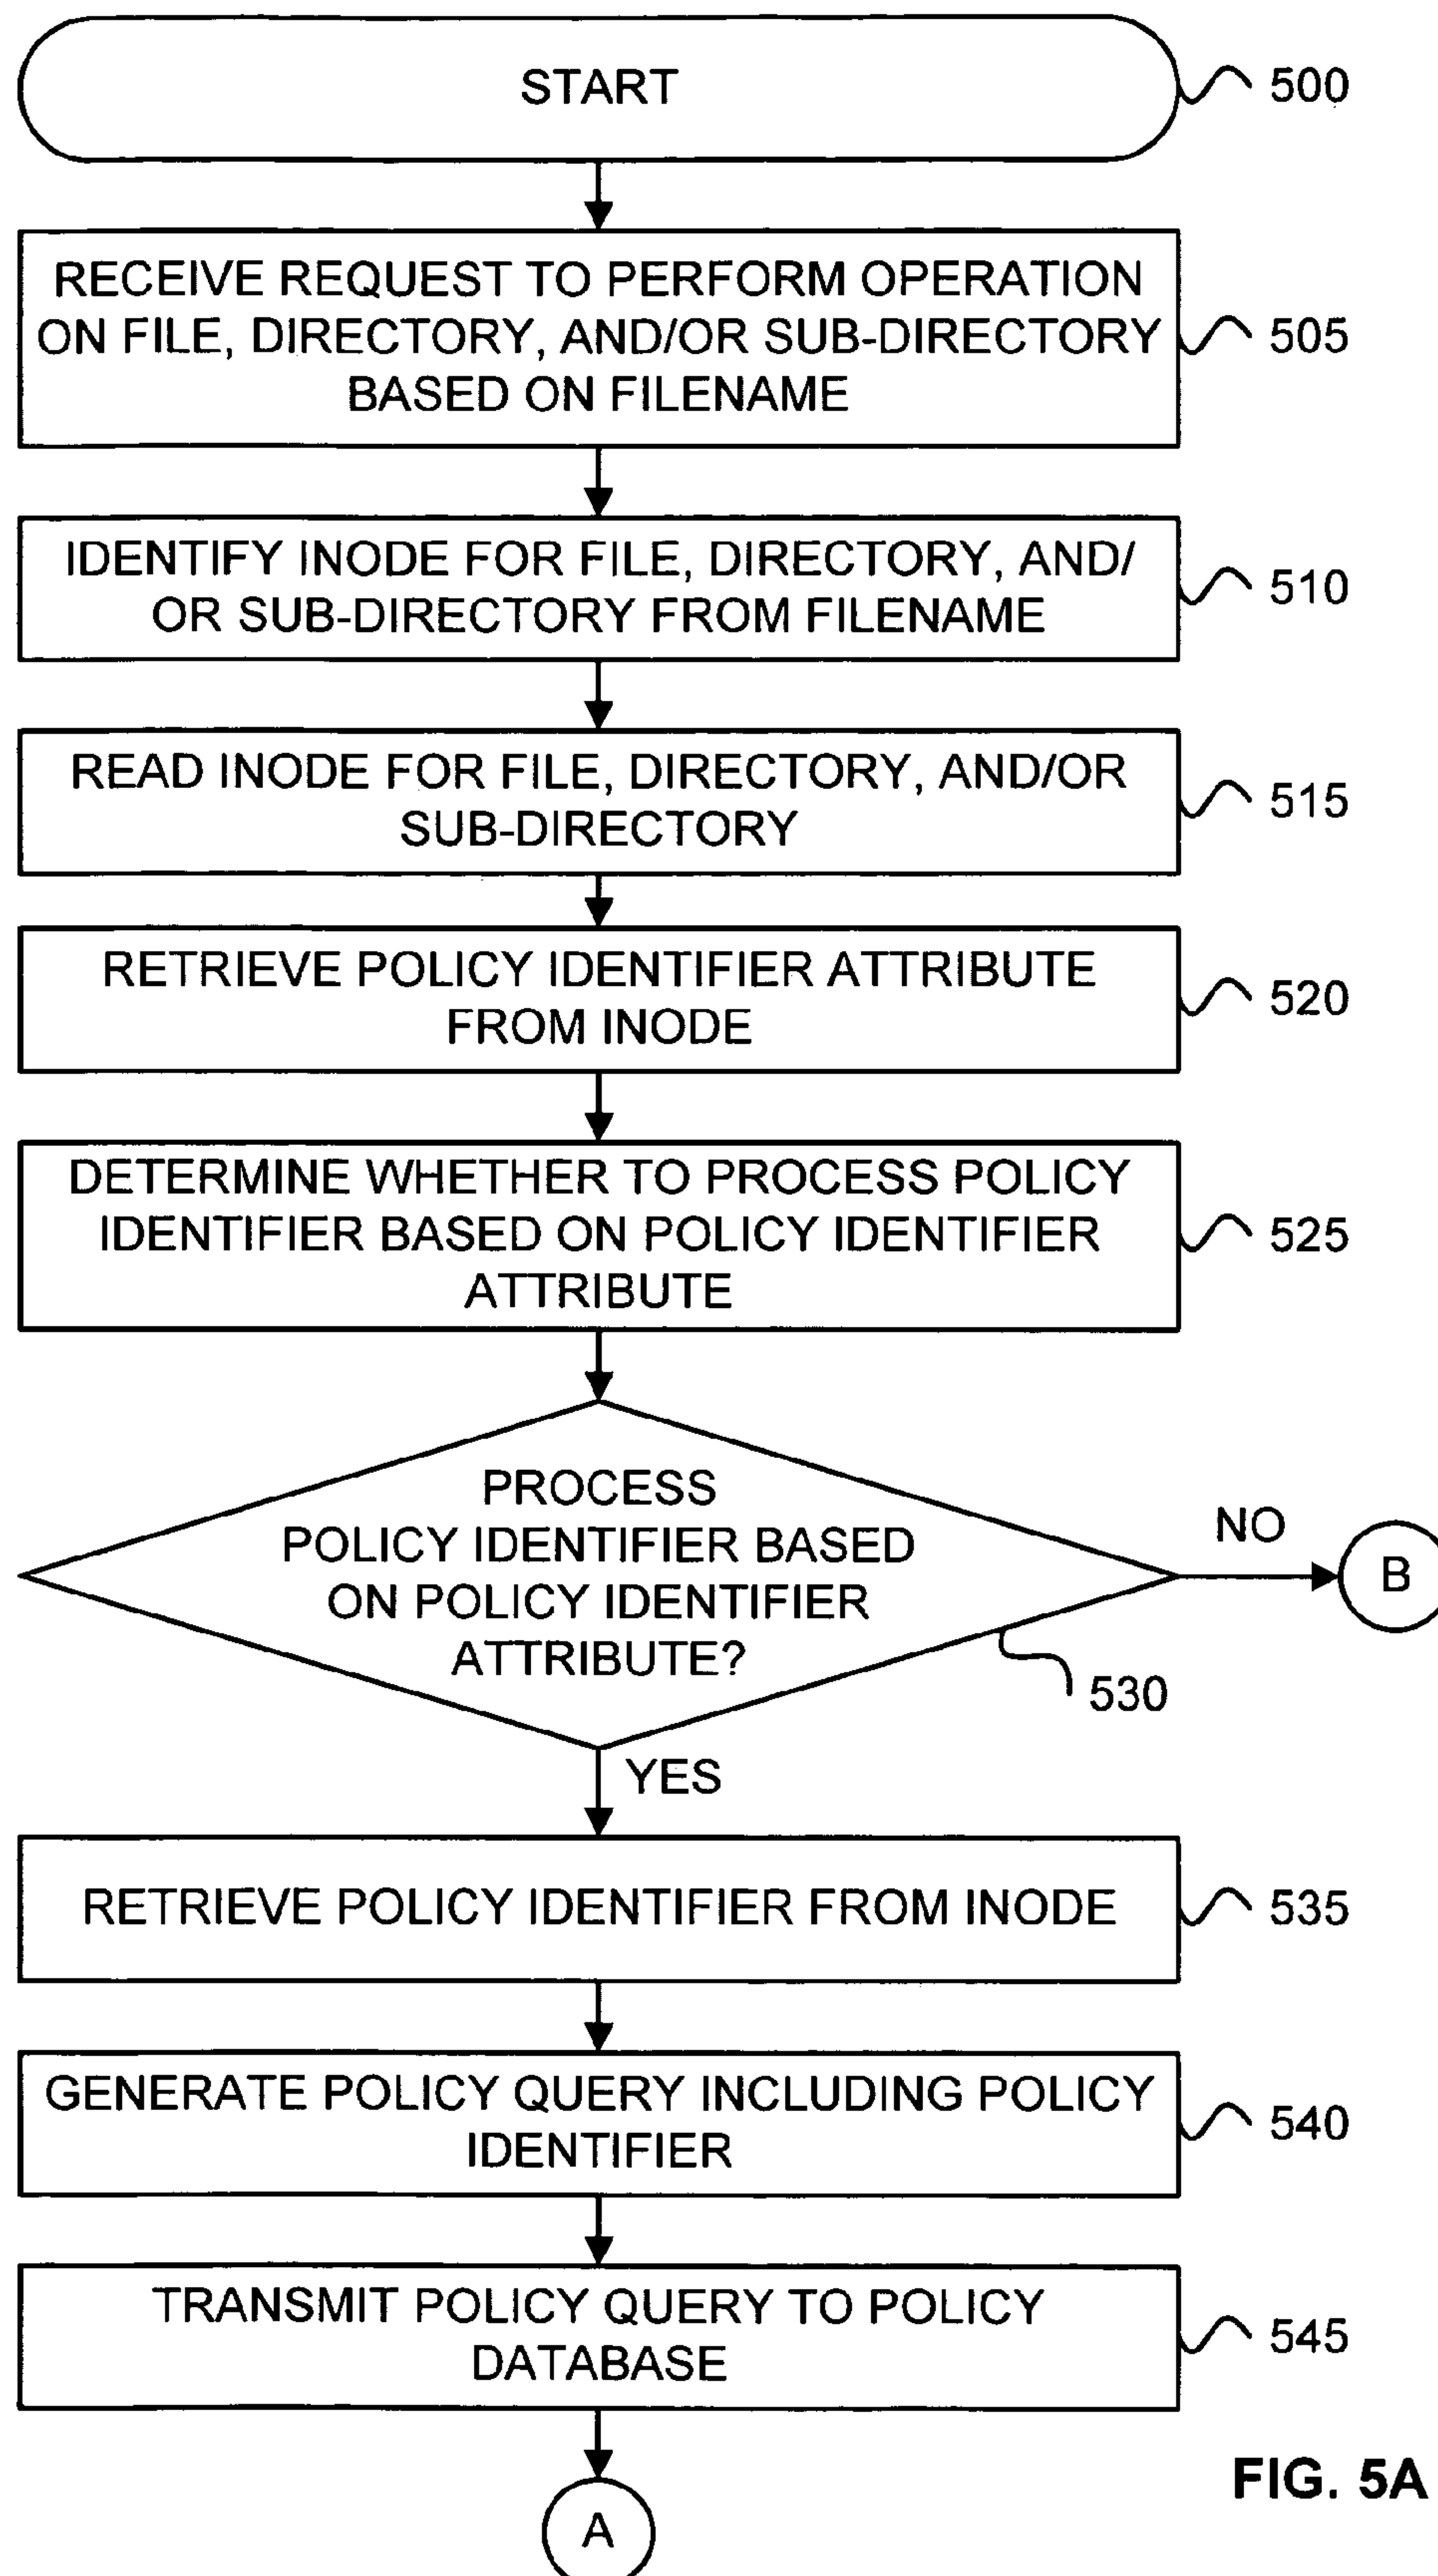 START
500
RECEIVE REQUEST TO PERFORM OPERATION
ON FILE, DIRECTORY, AND/OR SUB-DIRECTORY
BASED ON FILENAME
505
IDENTIFY INODE FOR FILE, DIRECTORY, AND/
OR SUB-DIRECTORY FROM FILENAME
510
READ INODE FOR FILE, DIRECTORY, AND/OR
SUB-DIRECTORY
515
RETRIEVE POLICY IDENTIFIER ATTRIBUTE
FROM INODE
520
DETERMINE WHETHER TO PROCESS POLICY
IDENTIFIER BASED ON POLICY IDENTIFIER
ATTRIBUTE
525
PROCESS
POLICY IDENTIFIER BASED
ON POLICY IDENTIFIER
ATTRIBUTE?
NO
B
530
YES
RETRIEVE POLICY IDENTIFIER FROM INODE
535
GENERATE POLICY QUERY INCLUDING POLICY
IDENTIFIER
540
TRANSMIT POLICY QUERY TO POLICY
DATABASE
545
A
FIG. 5A